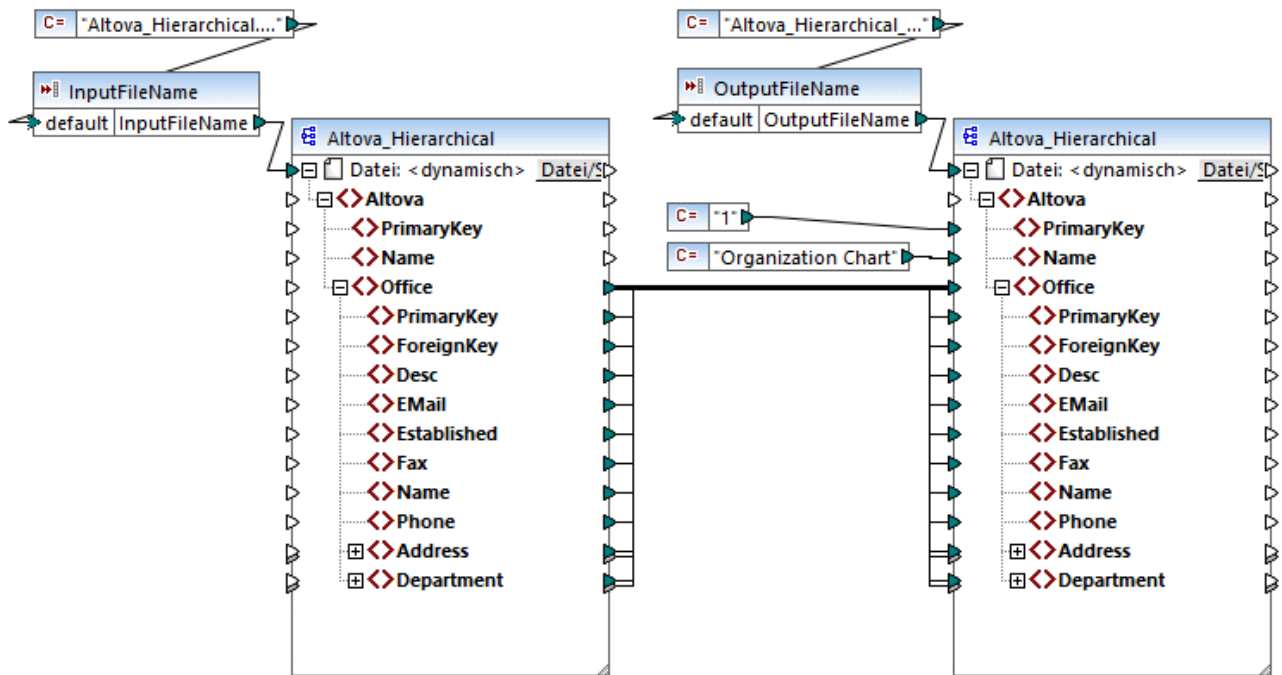 C= "Altova_Hierarchical...."
C= "Altova_Hierarchical_..."
InputFileName
default InputFileName
OutputFileName
default OutputFileName
Altova_Hierarchical
Datei: <dynamisch> Datei/S
Altova
PrimaryKey
Name
Office
PrimaryKey
ForeignKey
Desc
EMail
Established
Fax
Name
Phone
Address
Department
C= "1"
C= "Organization Chart"
Altova_Hierarchical
Datei: <dynamisch> Datei/S
Altova
PrimaryKey
Name
Office
PrimaryKey
ForeignKey
Desc
EMail
Established
Fax
Name
Phone
Address
Department